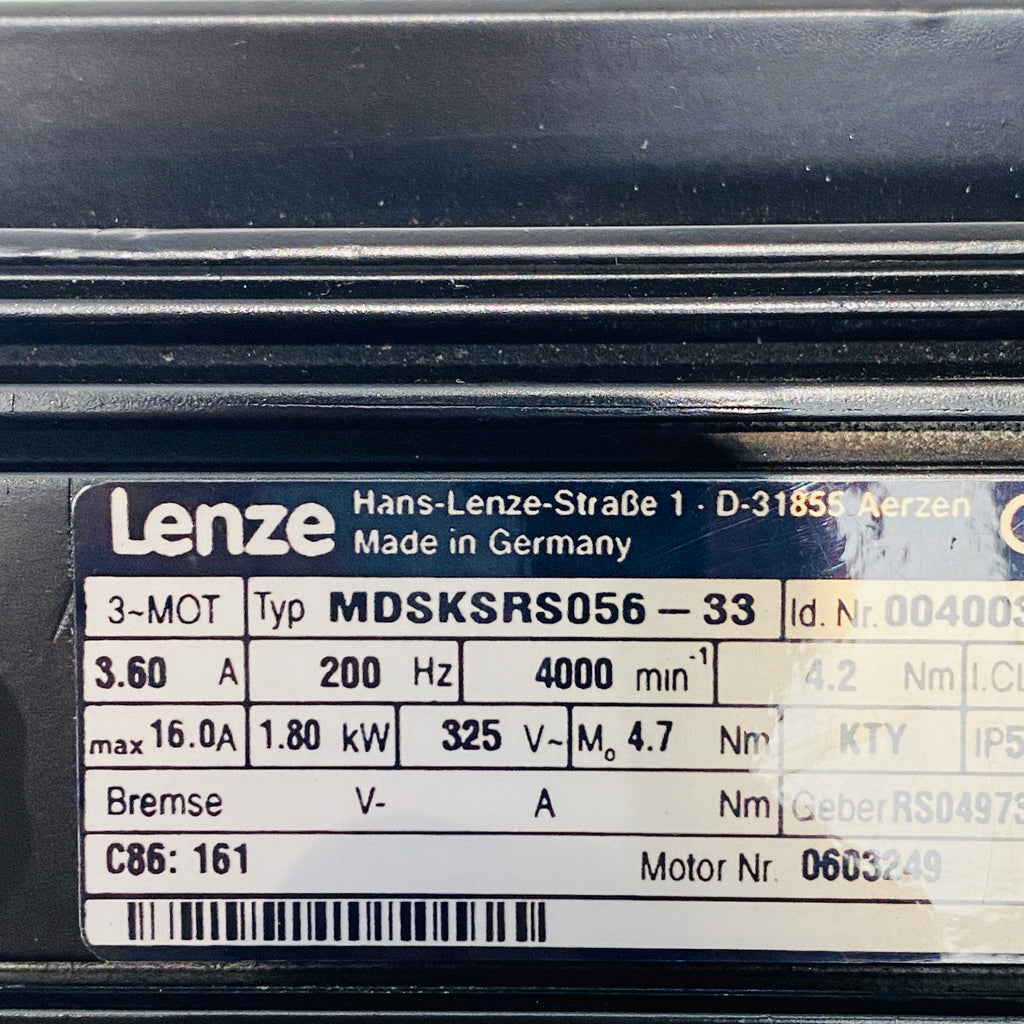 Lenze Hans-Lenze-Straße 1 · D-31855 Aerzen
Made in Germany
3~MOT Typ MDSKSRS056-33 Id. Nr. 004003
3.60 A 200 Hz 4000 min⁻¹ 4.2 Nm I.CL
max 16.0A 1.80 kW 325 V~ M₀ 4.7 Nm KTY IP5
Bremse V- A Nm Geber RS04973
C86: 161 Motor Nr. 0603249